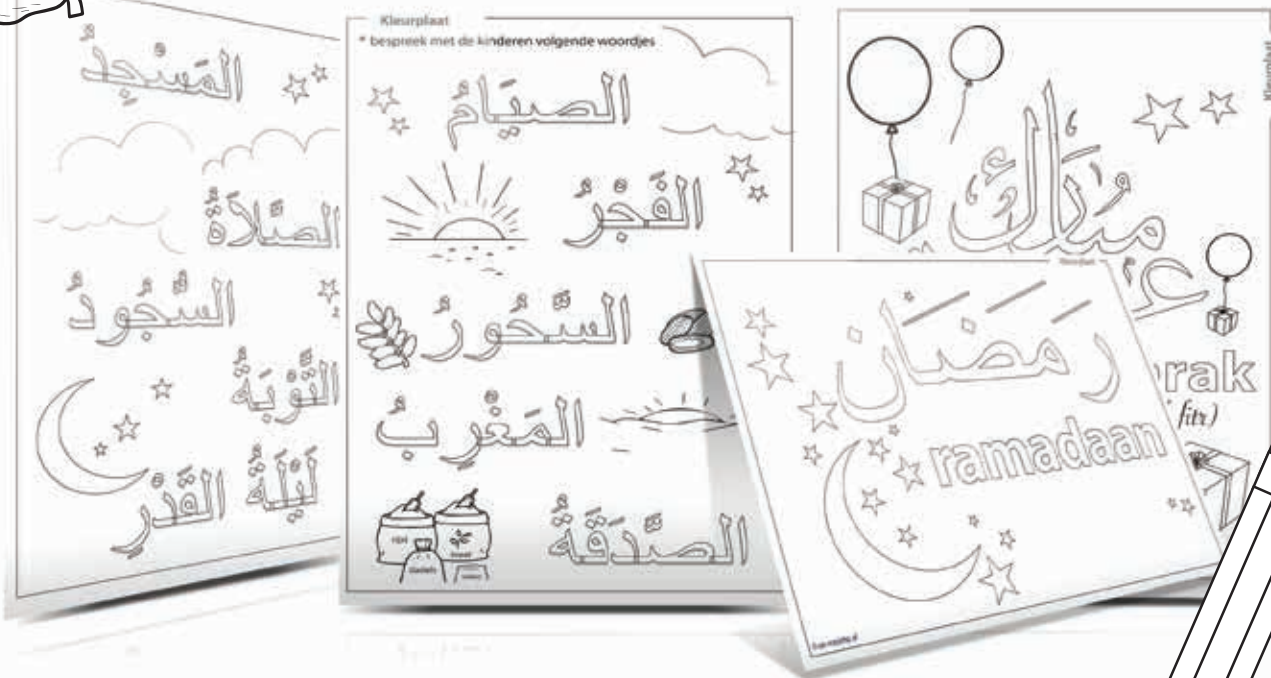 المَسْجِدُ
الصَّلَاةُ
السُّجُودُ
التَّوْبَةُ
لَيْلَةُ القَدْرِ
Kleurplaat
* bespreek met de kinderen volgende woordjes
الصِيَامُ
الفَجْرُ
السَّحُورُ
المَغْرِبُ
الصَّدَقَةُ
Kleurplaat
مُبَارَكٌ
rak
fitr)
رَمَضَان
ramadaan